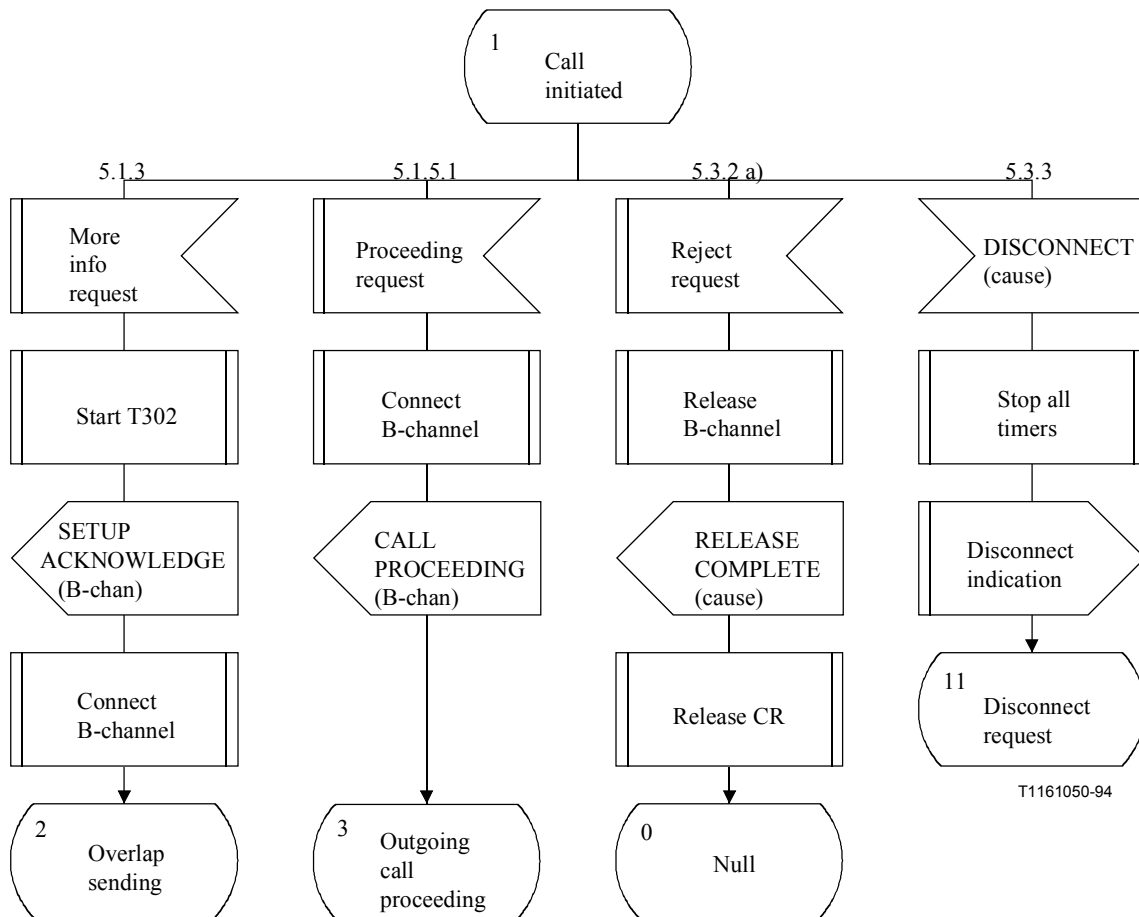 1
Call
initiated
5.1.3
5.1.5.1
5.3.2 a)
5.3.3
More
info
request
Proceeding
request
Reject
request
DISCONNECT
(cause)
Start T302
Connect
B-channel
Release
B-channel
Stop all
timers
SETUP
ACKNOWLEDGE
(B-chan)
CALL
PROCEEDING
(B-chan)
RELEASE
COMPLETE
(cause)
Disconnect
indication
Connect
B-channel
Release CR
11
Disconnect
request
T1161050-94
2
Overlap
sending
3
Outgoing
call
proceeding
0
Null